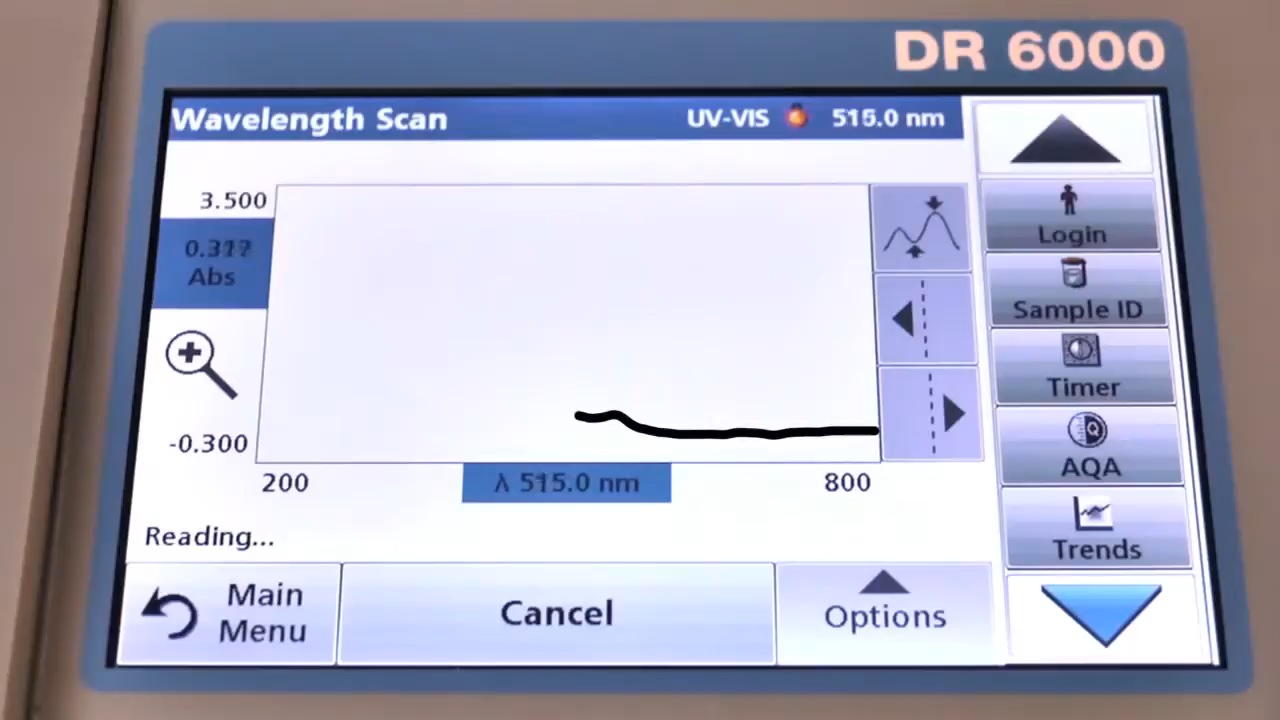 DR 6000
Wavelength Scan UV-VIS 515.0 nm
3.500
Abs
-0.300
200 λ 515.0 nm 800
Reading...
Main
Menu
Cancel
Options
Login
Sample ID
Timer
AQA
Trends